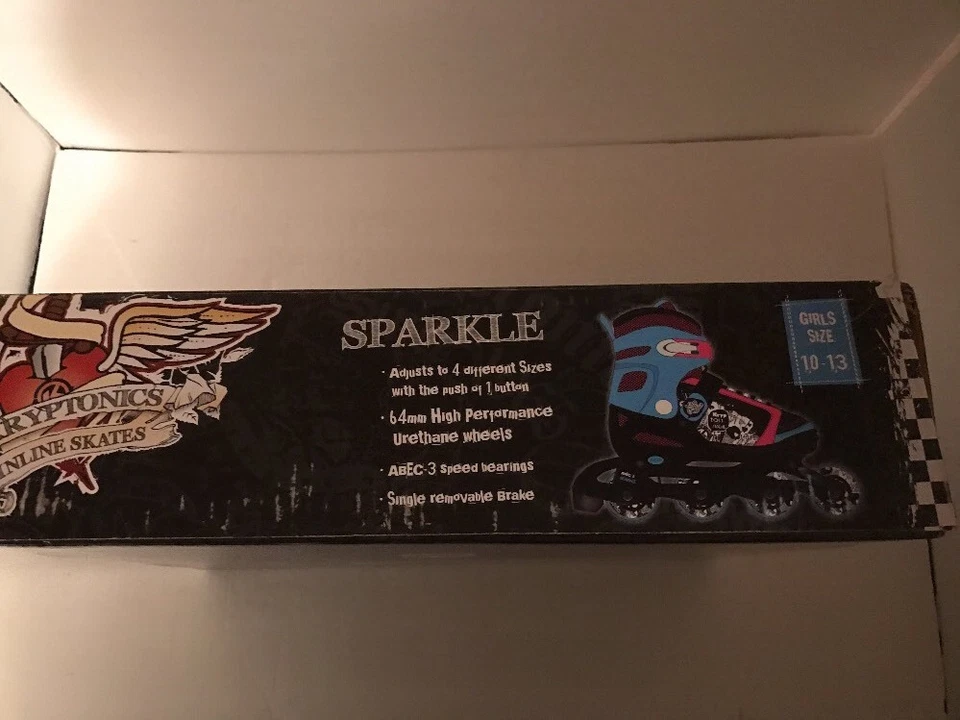 RYPTONICS
NLINE SKATES
SPARKLE
· Adjusts to 4 different Sizes
with the push of 1 button
· 64mm High Performance
Urethane wheels
· ABEC-3 Speed bearings
· Single removable Brake
GIRLS
SIZE
10-13